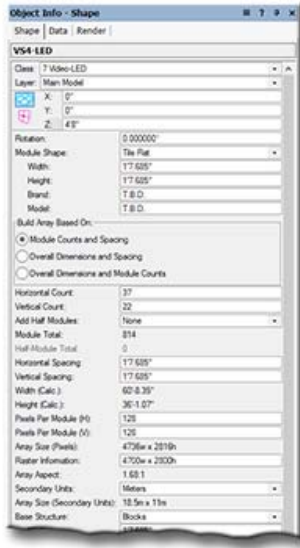 Object Info - Shape
Shape Data Render
VS4-LED
Class: 7 Video-LED
Layer: Main Model
X: 0"
Y: 0"
Z: 4'8"
Rotation: 0.000000°
Module Shape: Tile Flat
Width: 1'7.685"
Height: 1'7.685"
Brand: T.B.D.
Model: T.B.D.
Build Array Based On:
Module Counts and Spacing
Overall Dimensions and Spacing
Overall Dimensions and Module Counts
Horizontal Count: 37
Vertical Count: 22
Add Half Modules: None
Module Total: 814
Half-Module Total: 0
Horizontal Spacing: 1'7.685"
Vertical Spacing: 1'7.685"
Width (Calc.): 60'8.35"
Height (Calc.): 36'1.07"
Pixels Per Module (H): 128
Pixels Per Module (V): 128
Array Size (Pixels): 4736w x 2816h
Raster Information: 4700w x 2800h
Array Aspect: 1.68:1
Secondary Units: Meters
Array Size (Secondary Units): 18.5m x 11m
Base Structure: Blocks